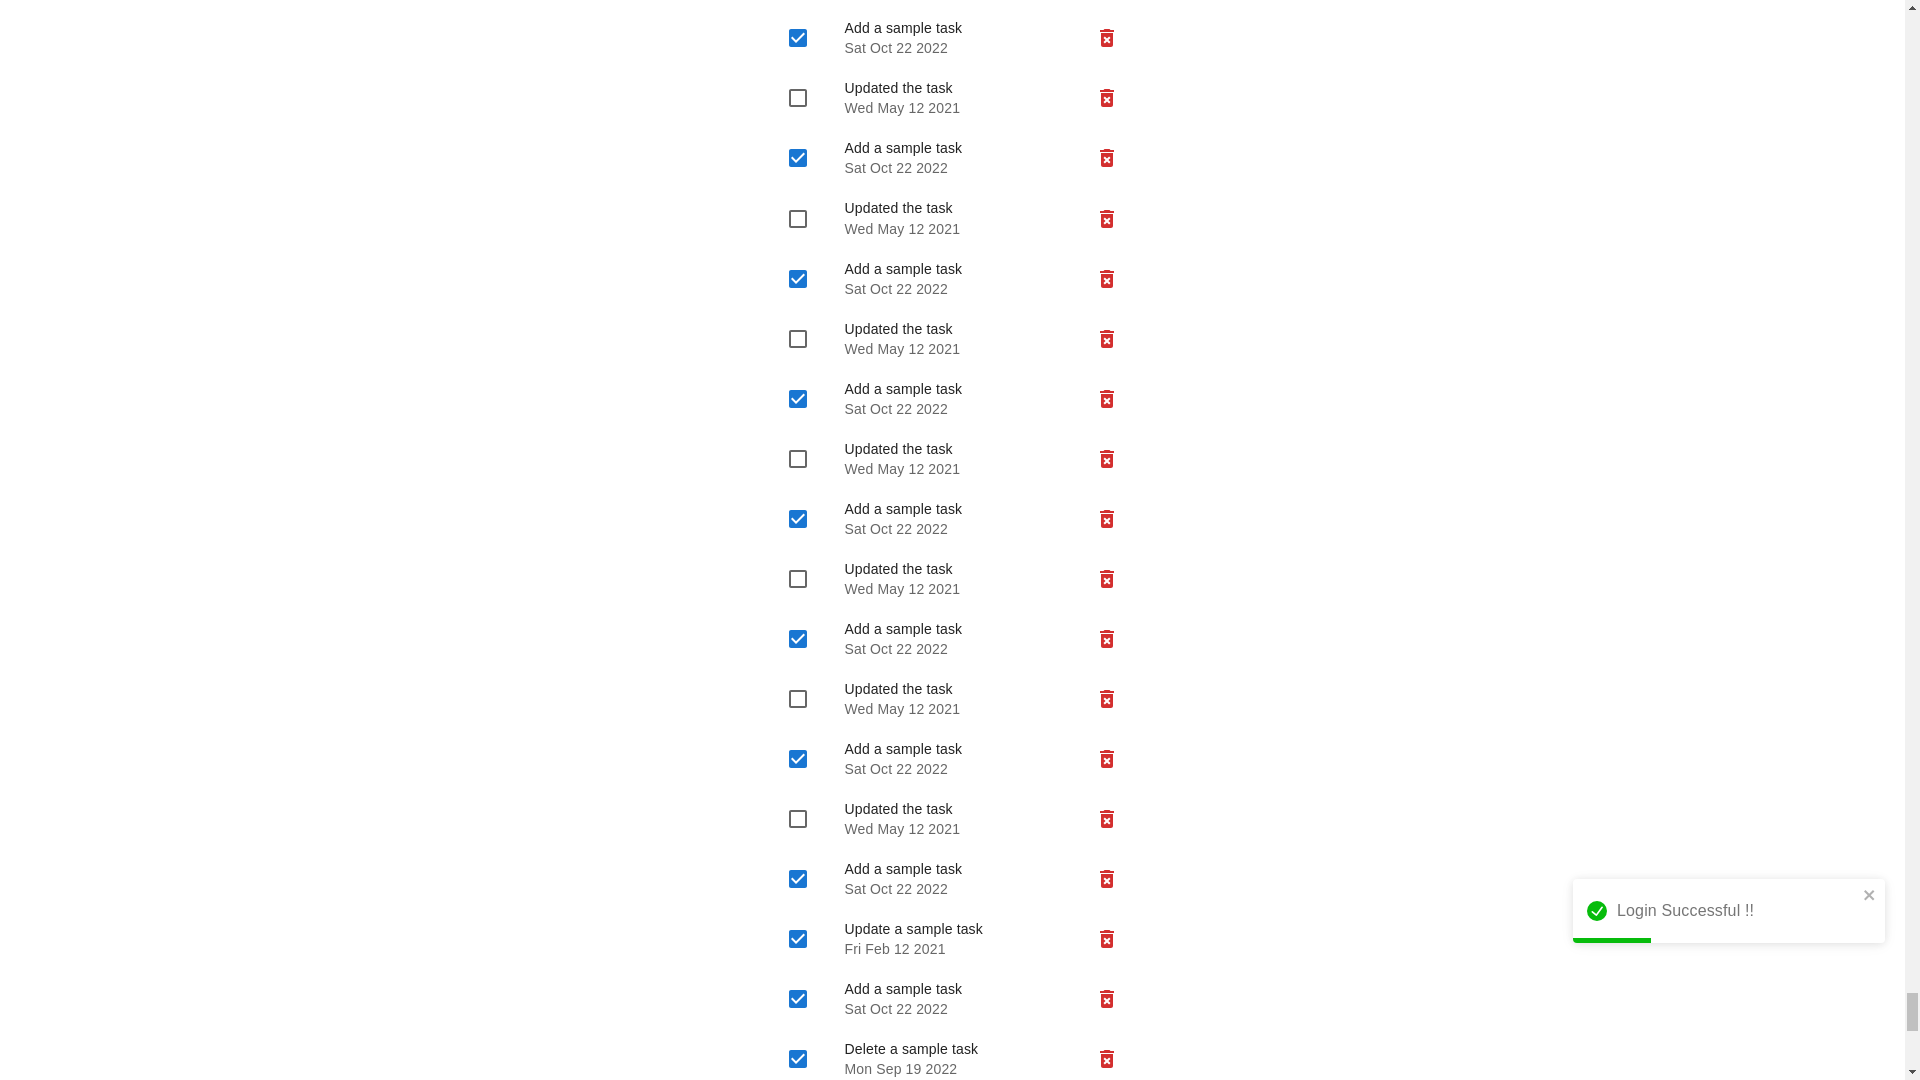 Add a sample task
Sat Oct 22 2022
Updated the task
Wed May 12 2021
Add a sample task
Sat Oct 22 2022
Updated the task
Wed May 12 2021
Add a sample task
Sat Oct 22 2022
Updated the task
Wed May 12 2021
Add a sample task
Sat Oct 22 2022
Updated the task
Wed May 12 2021
Add a sample task
Sat Oct 22 2022
Updated the task
Wed May 12 2021
Add a sample task
Sat Oct 22 2022
Updated the task
Wed May 12 2021
Add a sample task
Sat Oct 22 2022
Updated the task
Wed May 12 2021
Add a sample task
Sat Oct 22 2022
Login Successful !!
Update a sample task
Fri Feb 12 2021
Add a sample task
Sat Oct 22 2022
Delete a sample task
Mon Sep 19 2022